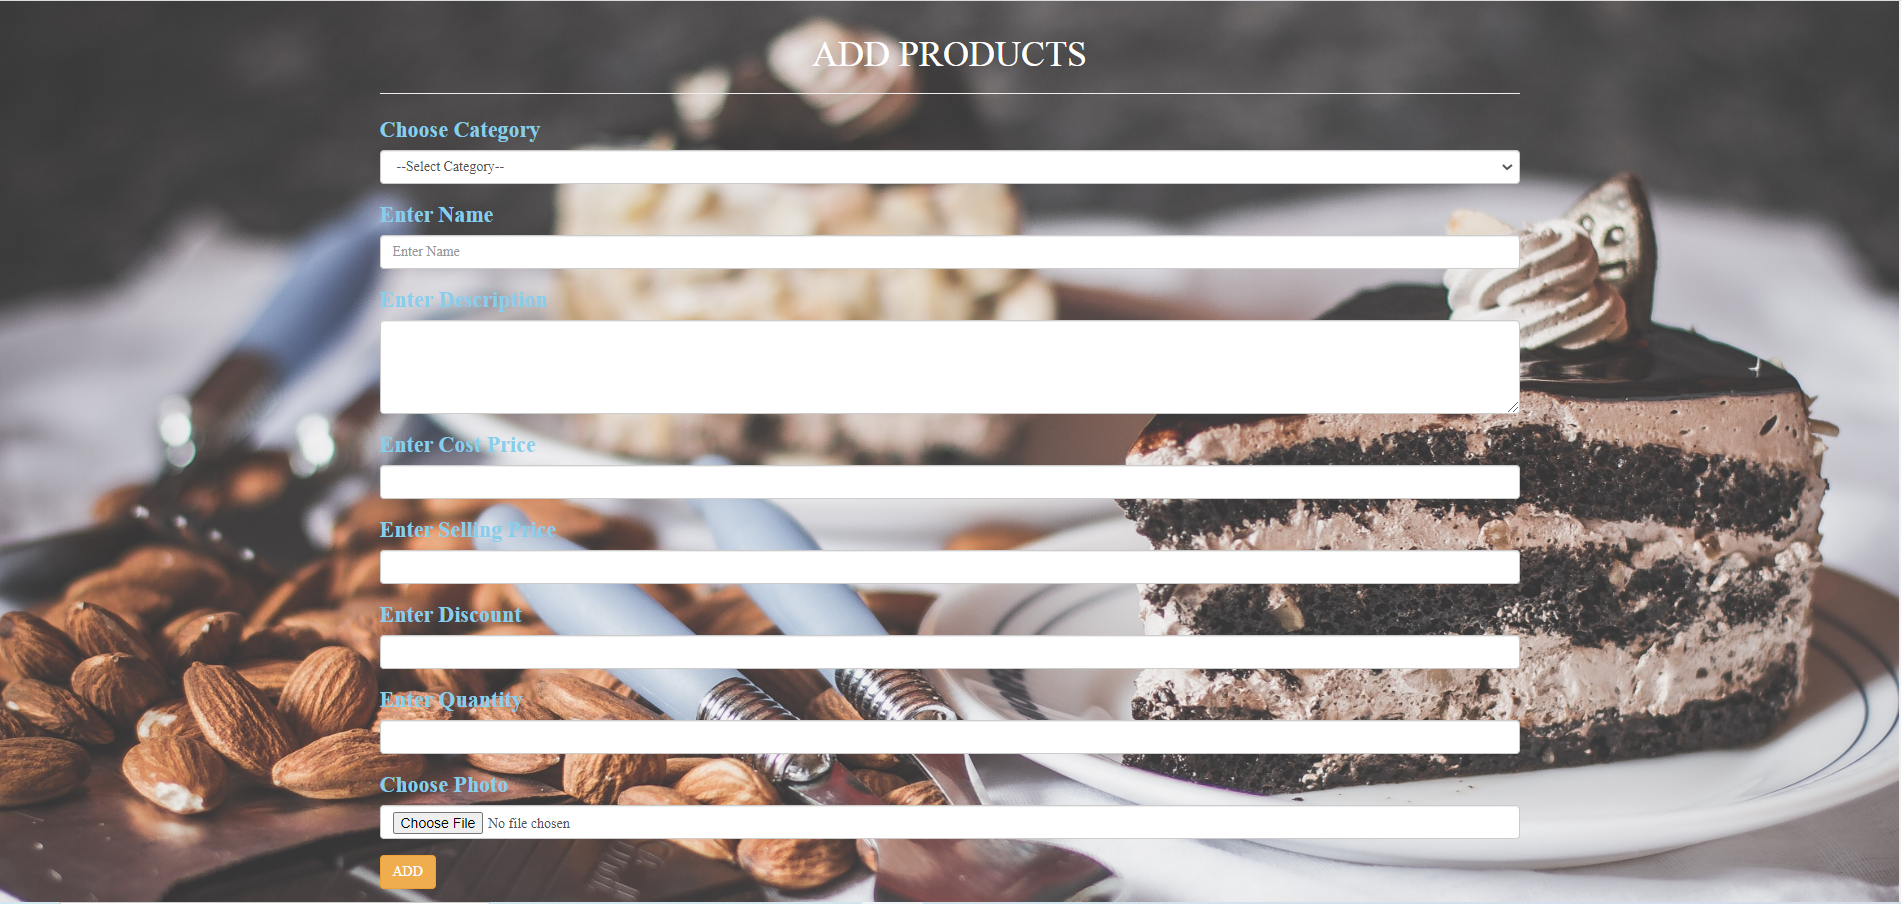 ADD PRODUCTS
Choose Category
--Select Category--
Enter Name
Enter Name
Enter Description
Enter Cost Price
Enter Selling Price
Enter Discount
Enter Quantity
Choose Photo
Choose File No file chosen
ADD